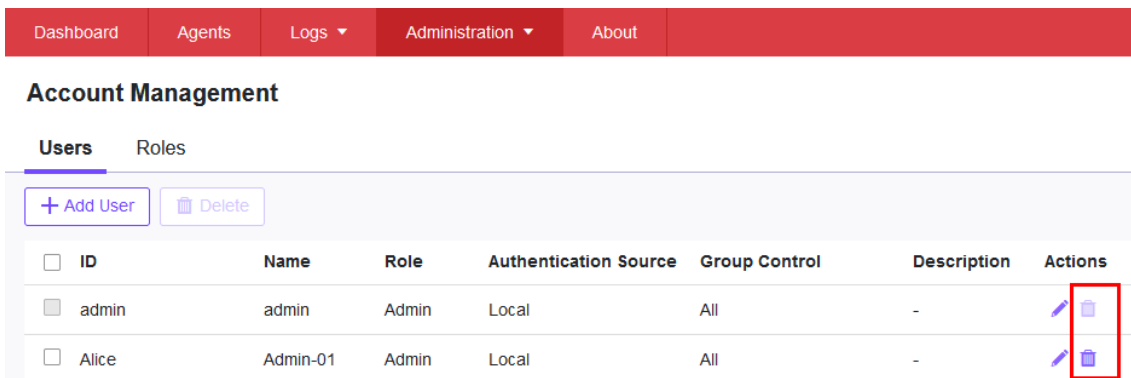 Dashboard Agents Logs Administration About
Account Management
Users Roles
Add User Delete
ID Name Role Authentication Source Group Control Description Actions
admin admin Admin Local All -
Alice Admin-01 Admin Local All -